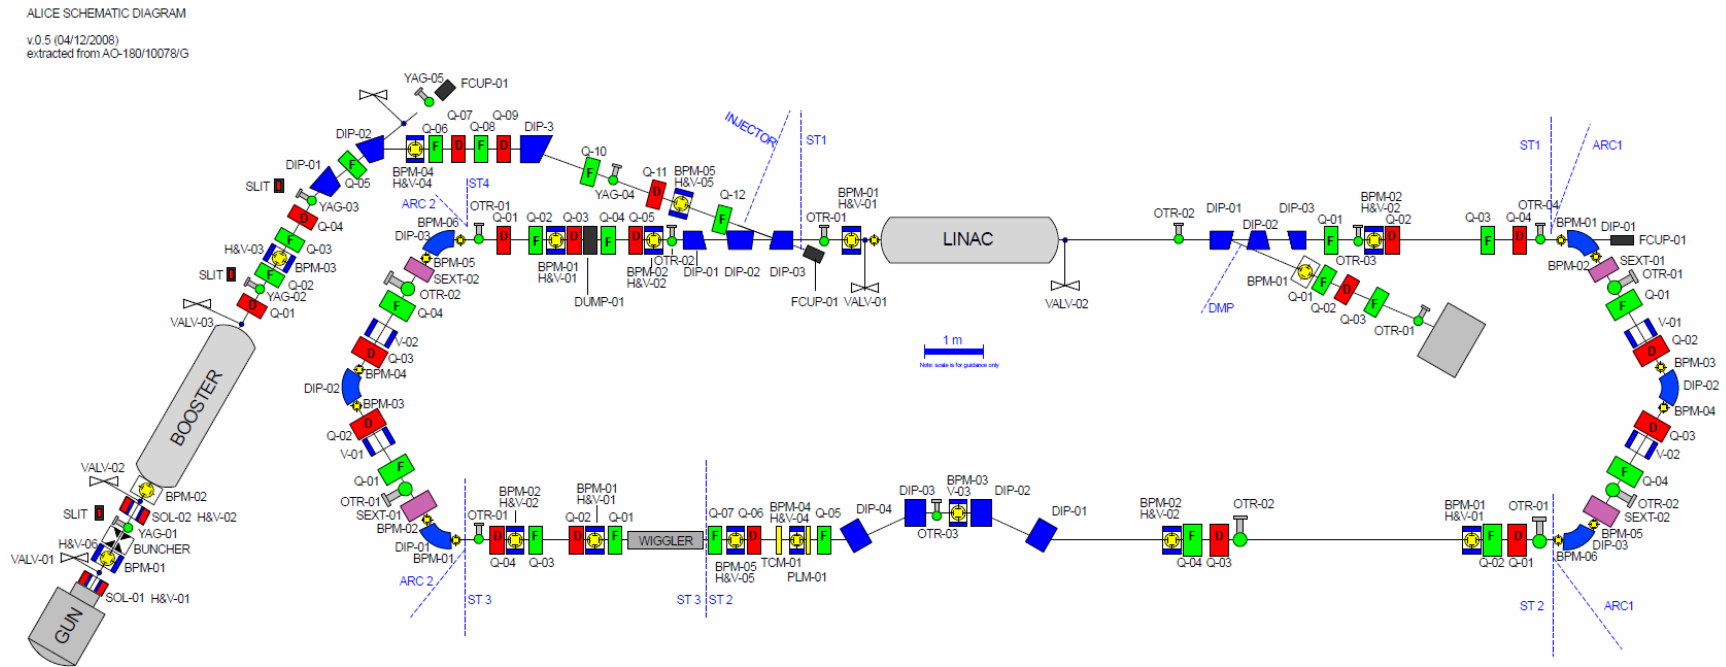 ALICE SCHEMATIC DIAGRAM
v.0.5 (04/12/2008)
extracted from AO-180/10078/G
YAG-05
FCUP-01
Q-07
Q-09
Q-06
Q-08
DIP-3
DIP-02
INJECTOR
ST1
ST1
ARC1
F
D
F
D
Q-10
DIP-01
F
BPM-04
H&V-04
Q-11
BPM-05
H&V-05
SLIT
Q-05
ST4
F
YAG-04
Q-12
BPM-01
H&V-01
BPM-02
H&V-02
YAG-03
ARC 2
OTR-01
D
DIP-01
DIP-02
DIP-03
OTR-04
D
Q-04
BPM-06
Q-01
Q-02
Q-03
Q-04
Q-05
F
OTR-01
OTR-02
Q-01
Q-02
Q-03
Q-04
BPM-01
DIP-01
H&V-03
F
Q-03
DIP-03
D
F
D
F
D
LINAC
F
D
F
D
FCUP-01
BPM-03
BPM-05
OTR-02
OTR-03
BPM-02
SEXT-01
SLIT
F
Q-02
SEXT-02
BPM-01
H&V-01
BPM-02
H&V-02
DIP-01
DIP-02
DIP-03
BPM-01
F
OTR-01
YAG-02
OTR-02
FCUP-01
VALV-01
VALV-02
Q-01
D
Q-02
F
Q-01
D
Q-01
F
Q-04
DUMP-01
DMP
Q-03
F
VALV-03
OTR-01
V-01
V-02
1 m
Q-02
D
Q-03
D
Note: scale is for guidance only
BPM-04
BPM-03
DIP-02
DIP-02
BOOSTER
BPM-03
BPM-04
D
D
Q-02
Q-03
V-01
V-02
VALV-02
F
F
Q-01
Q-04
BPM-02
OTR-01
BPM-02
H&V-02
BPM-01
H&V-01
DIP-03
BPM-03
V-03
DIP-02
BPM-02
H&V-02
OTR-02
BPM-01
H&V-01
OTR-01
OTR-02
SLIT
SOL-02
H&V-02
SEXT-01
OTR-01
DIP-04
DIP-01
SEXT-02
YAG-01
BPM-02
Q-02
Q-01
Q-07
Q-06
BPM-04
H&V-04
Q-05
BPM-05
H&V-06
BUNCHER
DIP-01
D
F
D
F
WIGGLER
F
D
F
OTR-03
F
D
F
D
DIP-03
VALV-01
BPM-01
BPM-01
Q-04
Q-03
BPM-05
H&V-05
TCM-01
PLM-01
Q-04
Q-03
Q-02
Q-01
BPM-06
ARC 2
SOL-01
H&V-01
ST 3
ST 3
ST 2
ST 2
ARC1
GUN